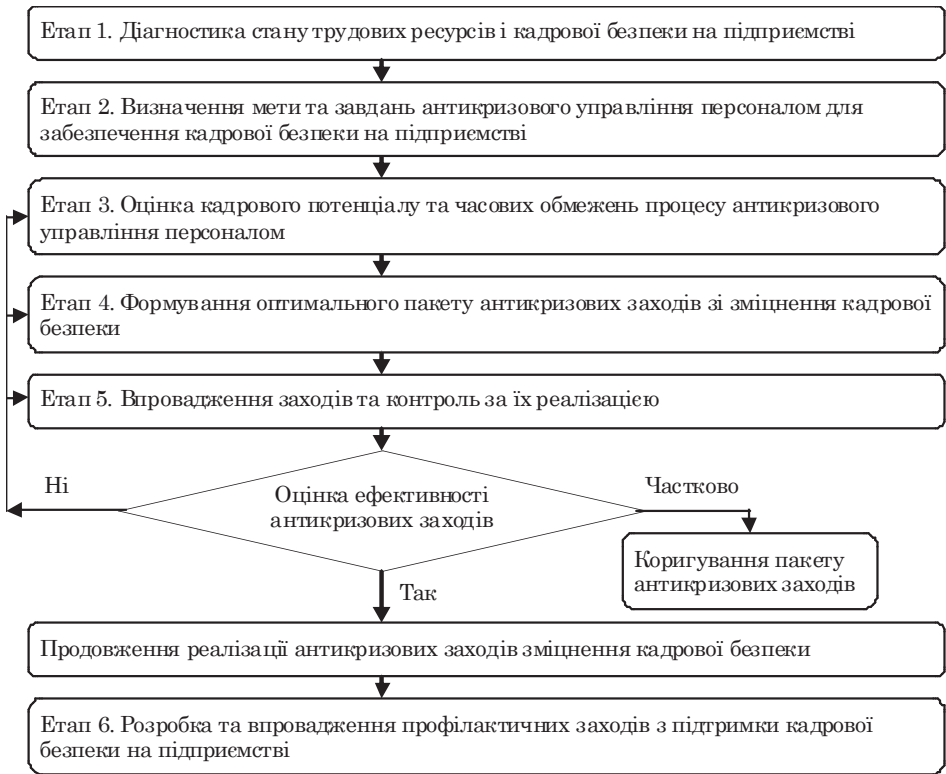 Етап 1. Діагностика стану трудових ресурсів і кадрової безпеки на підприємстві
Етап 2. Визначення мети та завдань антикризового управління персоналом для
забезпечення кадрової безпеки на підприємстві
Етап 3. Оцінка кадрового потенціалу та часових обмежень процесу антикризового
управління персоналом
Етап 4. Формування оптимального пакету антикризових заходів зі зміцнення кадрової
безпеки
Етап 5. Впровадження заходів та контроль за їх реалізацією
Ні
Оцінка ефективності
антикризових заходів
Частково
Коригування пакету
антикризових заходів
Так
Продовження реалізації антикризових заходів зміцнення кадрової безпеки
Етап 6. Розробка та впровадження профілактичних заходів з підтримки кадрової
безпеки на підприємстві